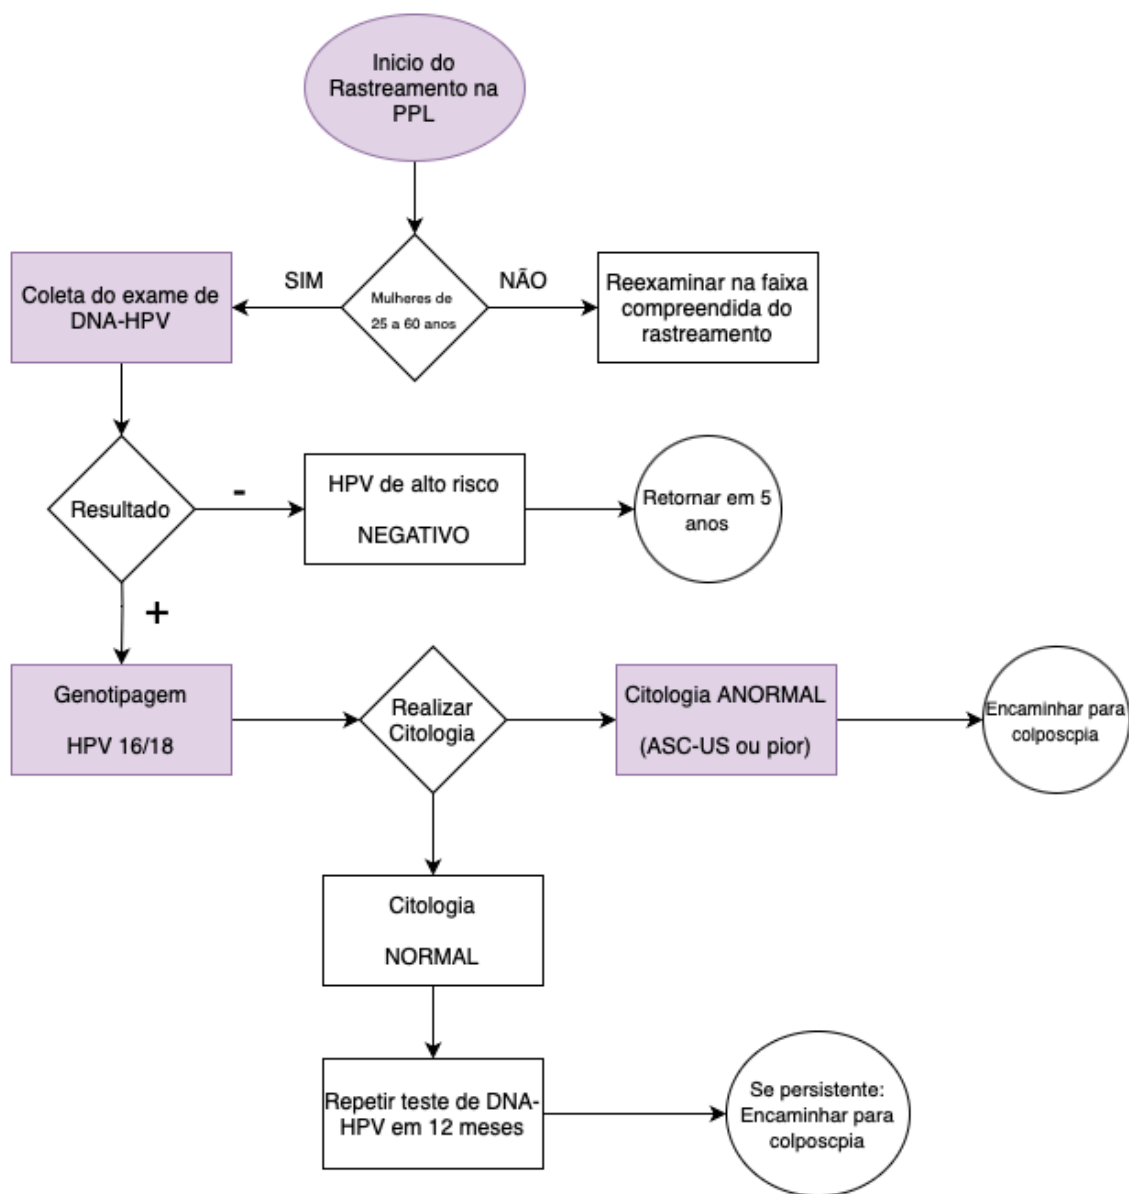 Inicio do
Rastreamento na
PPL
SIM
NÃO
Coleta do exame de
DNA-HPV
Mulheres de
25 a 60 anos
Reexaminar na faixa
compreendida do
rastreamento
Resultado
-
HPV de alto risco
NEGATIVO
Retornar em 5
anos
+
Genotipagem
HPV 16/18
Realizar
Citologia
Citologia ANORMAL
(ASC-US ou pior)
Encaminhar para
colposcpia
Citologia
NORMAL
Repetir teste de DNA-
HPV em 12 meses
Se persistente:
Encaminhar para
colposcpia